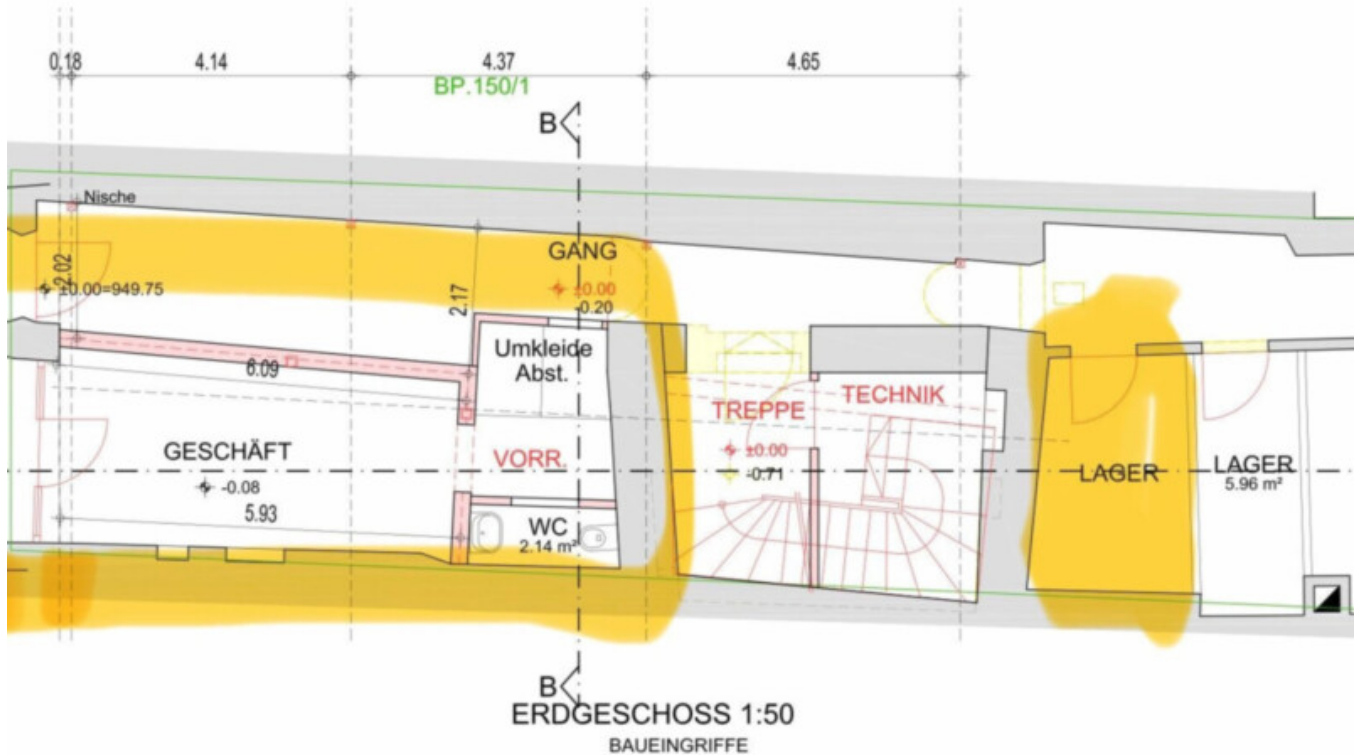 0.18
4.14
4.37
4.65
BP.150/1
B
Nische
GANG
2.02
±0.00=949.75
2.17
±0.00
-0.20
Umkleide
Abst.
6.09
TREPPE
TECHNIK
GESCHÄFT
VORR.
±0.00
-0.71
LAGER
LAGER
5.96 m²
-0.08
5.93
WC
2.14 m²
B
ERDGESCHOSS 1:50
BAUEINGRIFFE